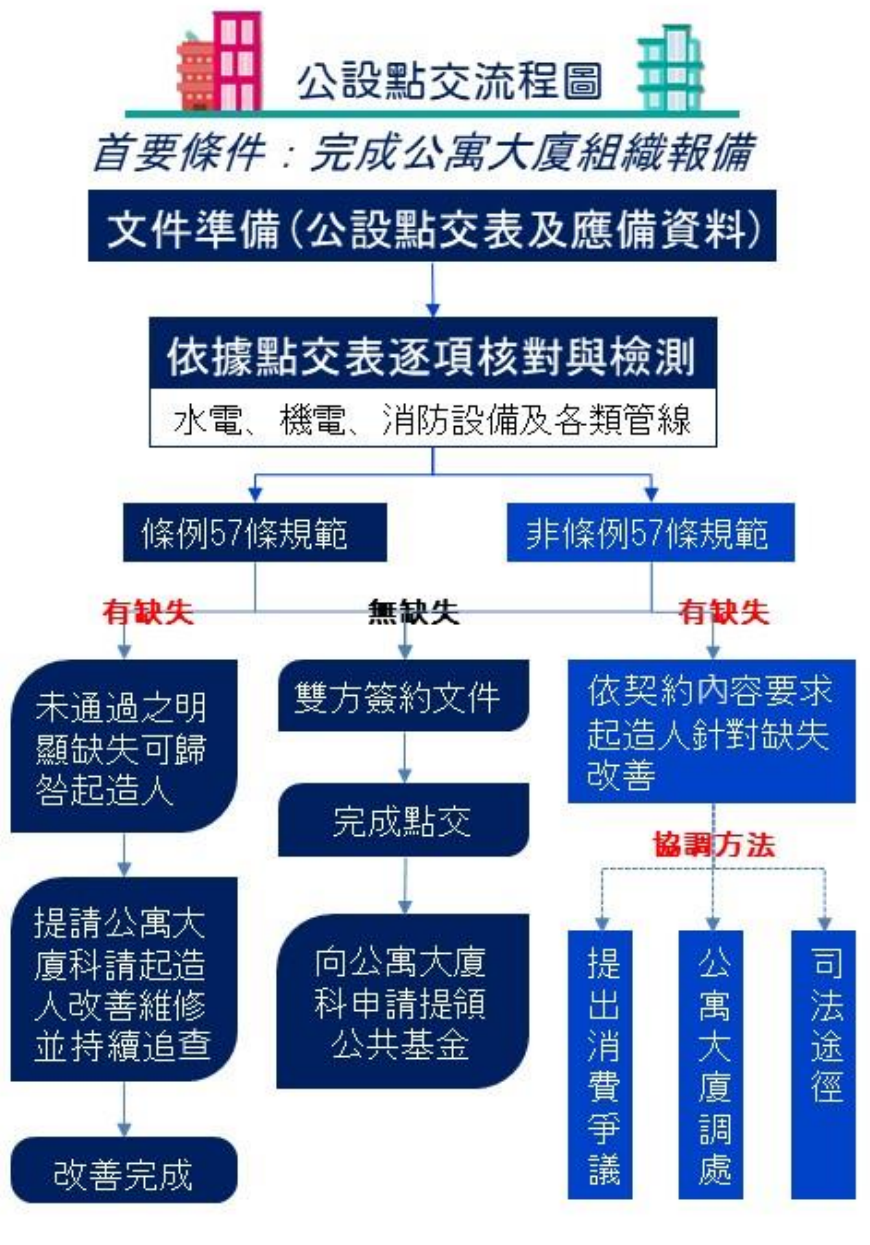 公設點交流程圖
首要條件：完成公寓大廈組織報備
文件準備(公設點交表及應備資料)
依據點交表逐項核對與檢測
水電、機電、消防設備及各類管線
條例57條規範
非條例57條規範
有缺失
無缺失
有缺失
未通過之明
顯缺失可歸
咎起造人
雙方簽約文件
依契約內容要求
起造人針對缺失
改善
完成點交
協調方法
提請公寓大
廈科請起造
人改善維修
並持續追查
向公寓大廈
科申請提領
公共基金
提出消費爭議
公寓大廈調處
司法途徑
改善完成